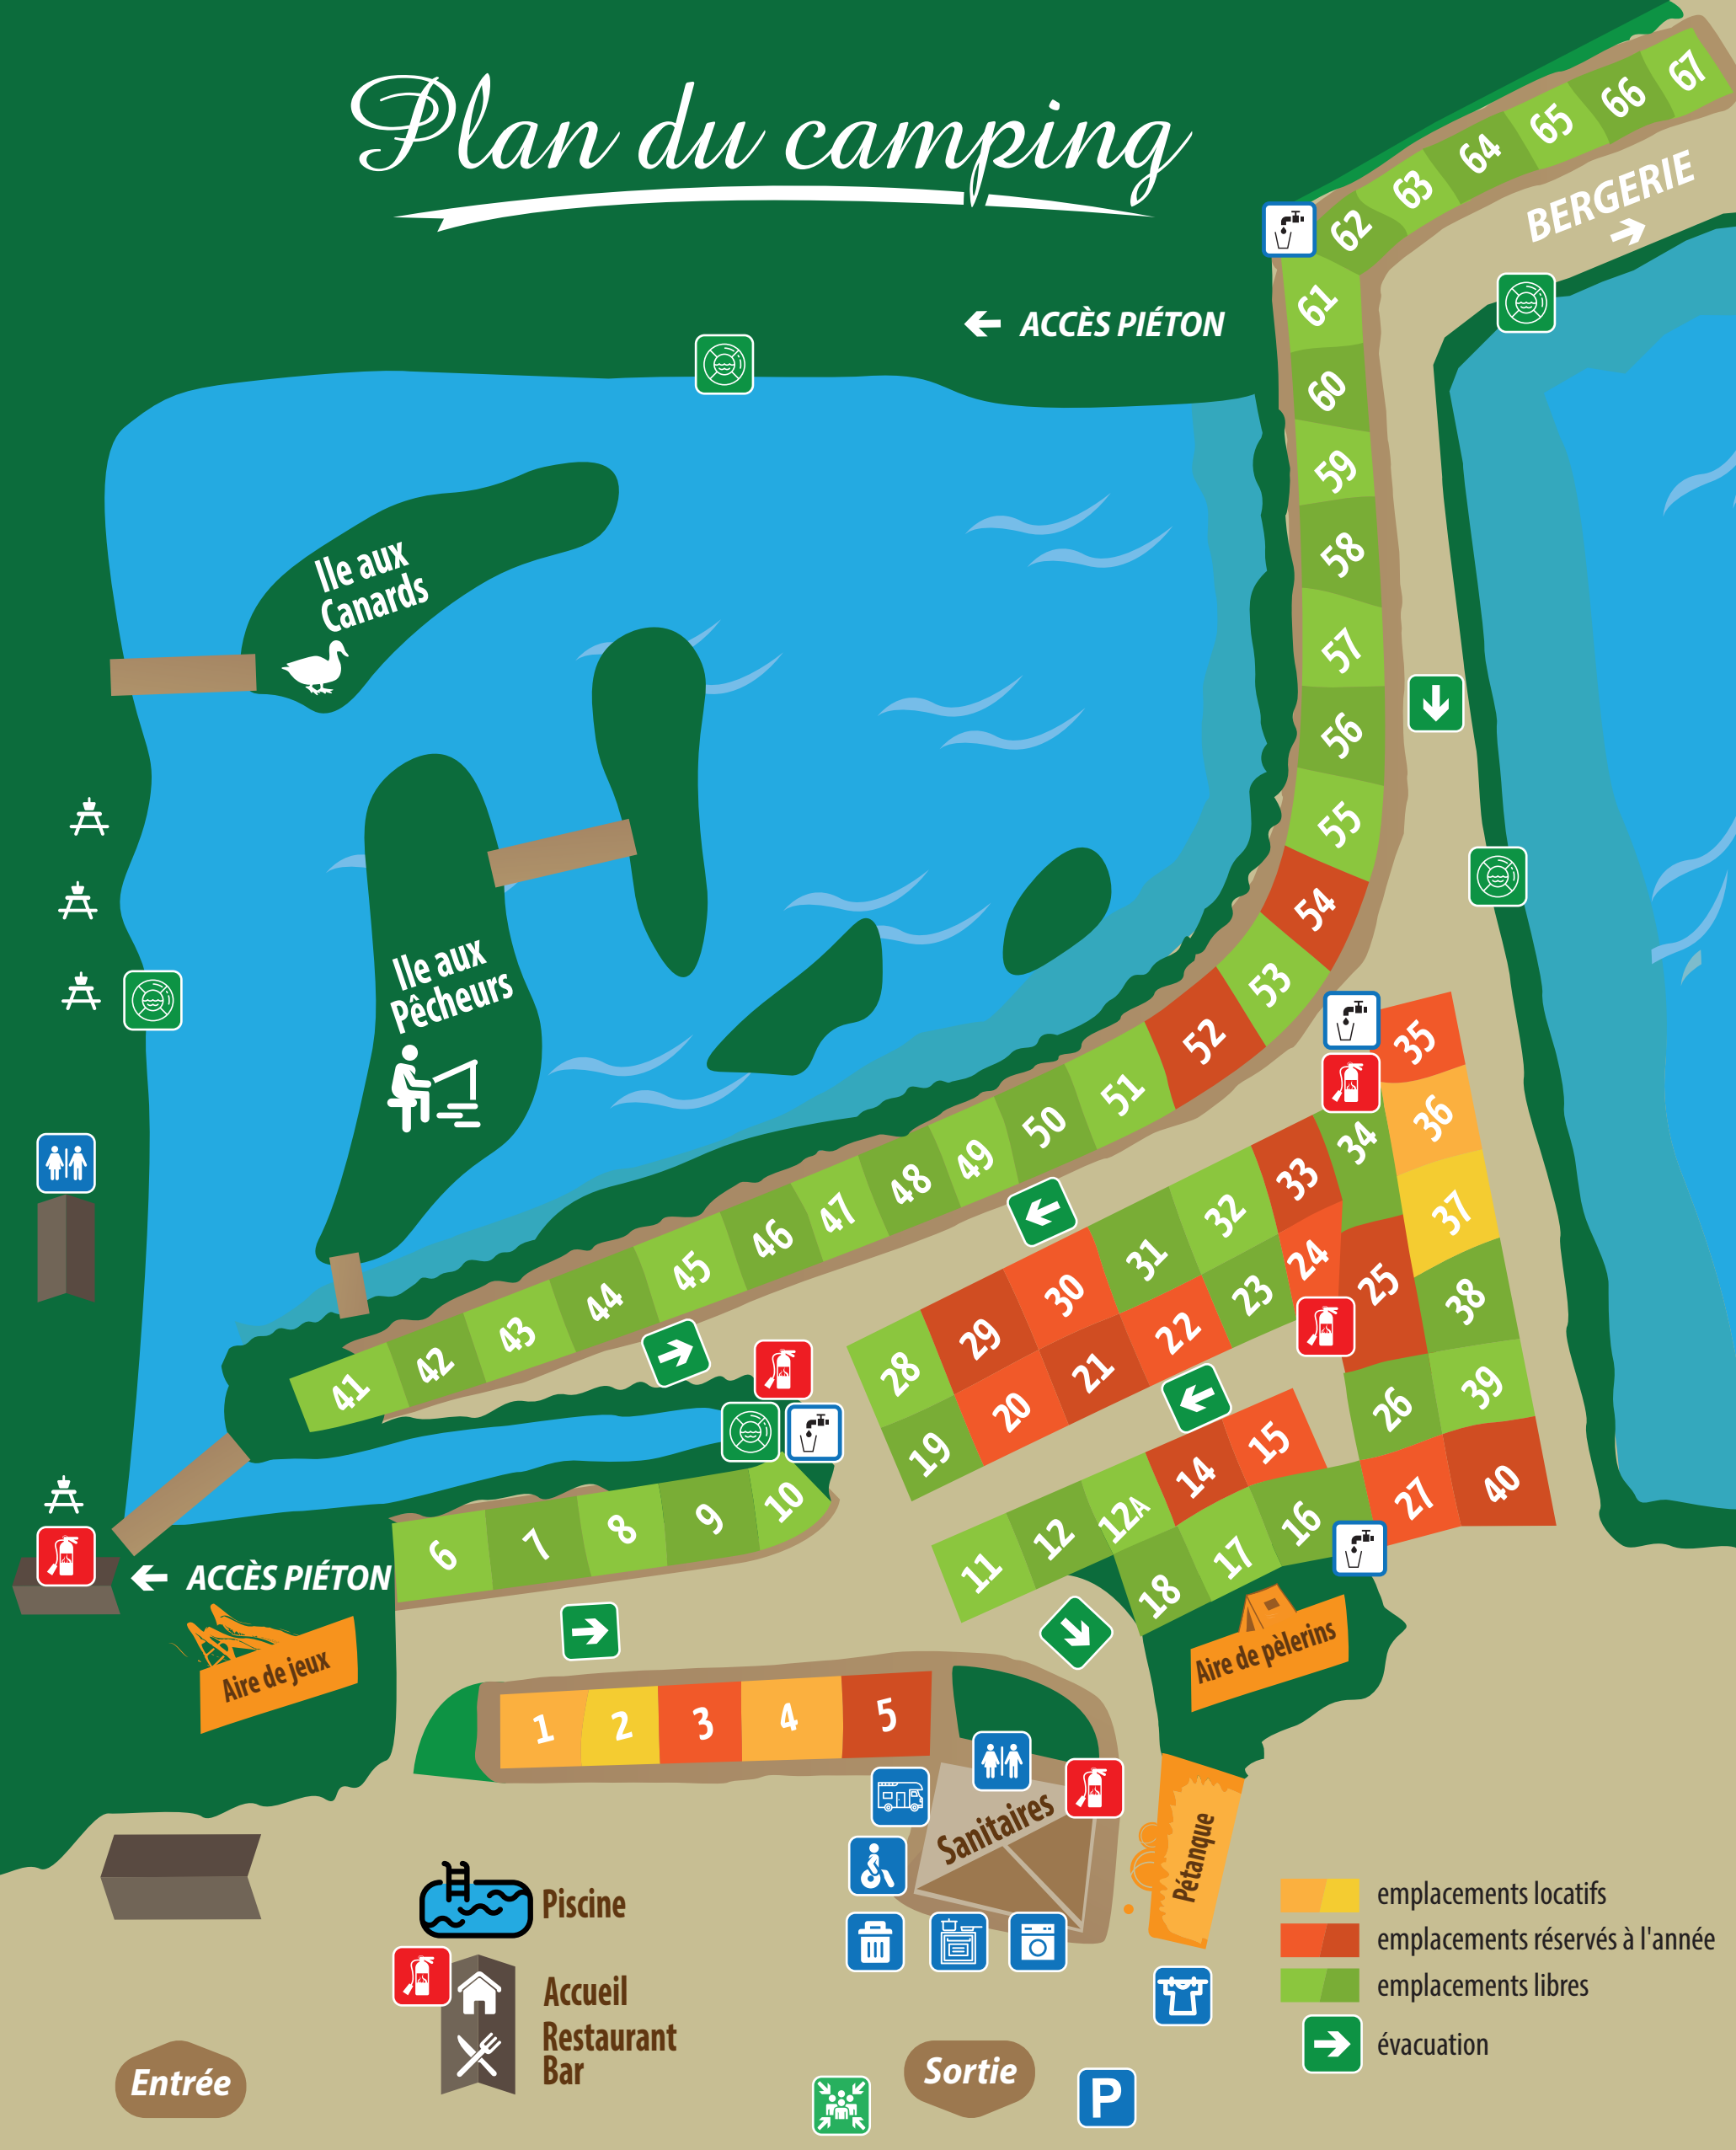 Plan du camping
67
66
65
64
63
62
BERGERIE
61
ACCÈS PIÉTON
60
59
58
57
56
55
54
53
52
51
50
49
48
47
46
45
44
43
42
41
Ile aux
Canards
Ile aux
Pêcheurs
35
36
37
38
39
40
34
33
32
31
30
29
28
25
24
23
22
21
20
19
26
27
15
14
12A
12
11
16
17
18
10
9
8
7
6
ACCÈS PIÉTON
Aire de jeux
Aire de pèlerins
1
2
3
4
5
Sanitaires
Pétanque
Piscine
Accueil
Restaurant
Bar
emplacements locatifs
emplacements réservés à l'année
emplacements libres
évacuation
Entrée
Sortie
P